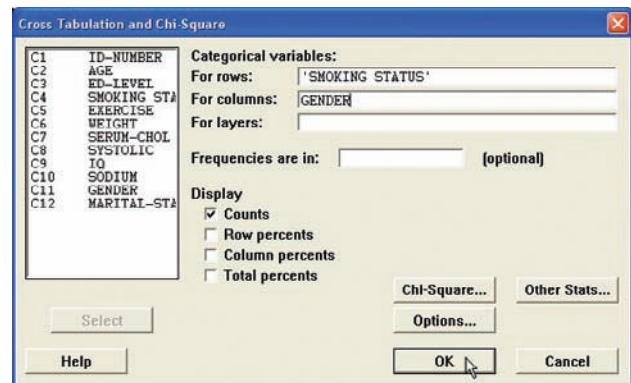 Cross Tabulation and Chi-Square
C1 ID-NUMBER
C2 AGE
C3 ED-LEVEL
C4 SMOKING STA
C5 EXERCISE
C6 WEIGHT
C7 SERUM-CHOL
C8 SYSTOLIC
C9 IQ
C10 SODIUM
C11 GENDER
C12 MARITAL-STA
Categorical variables:
For rows: 'SMOKING STATUS'
For columns: GENDER
For layers:
Frequencies are in: (optional)
Display
Counts
Row percents
Column percents
Total percents
Chi-Square... Other Stats...
Select Options...
Help OK Cancel